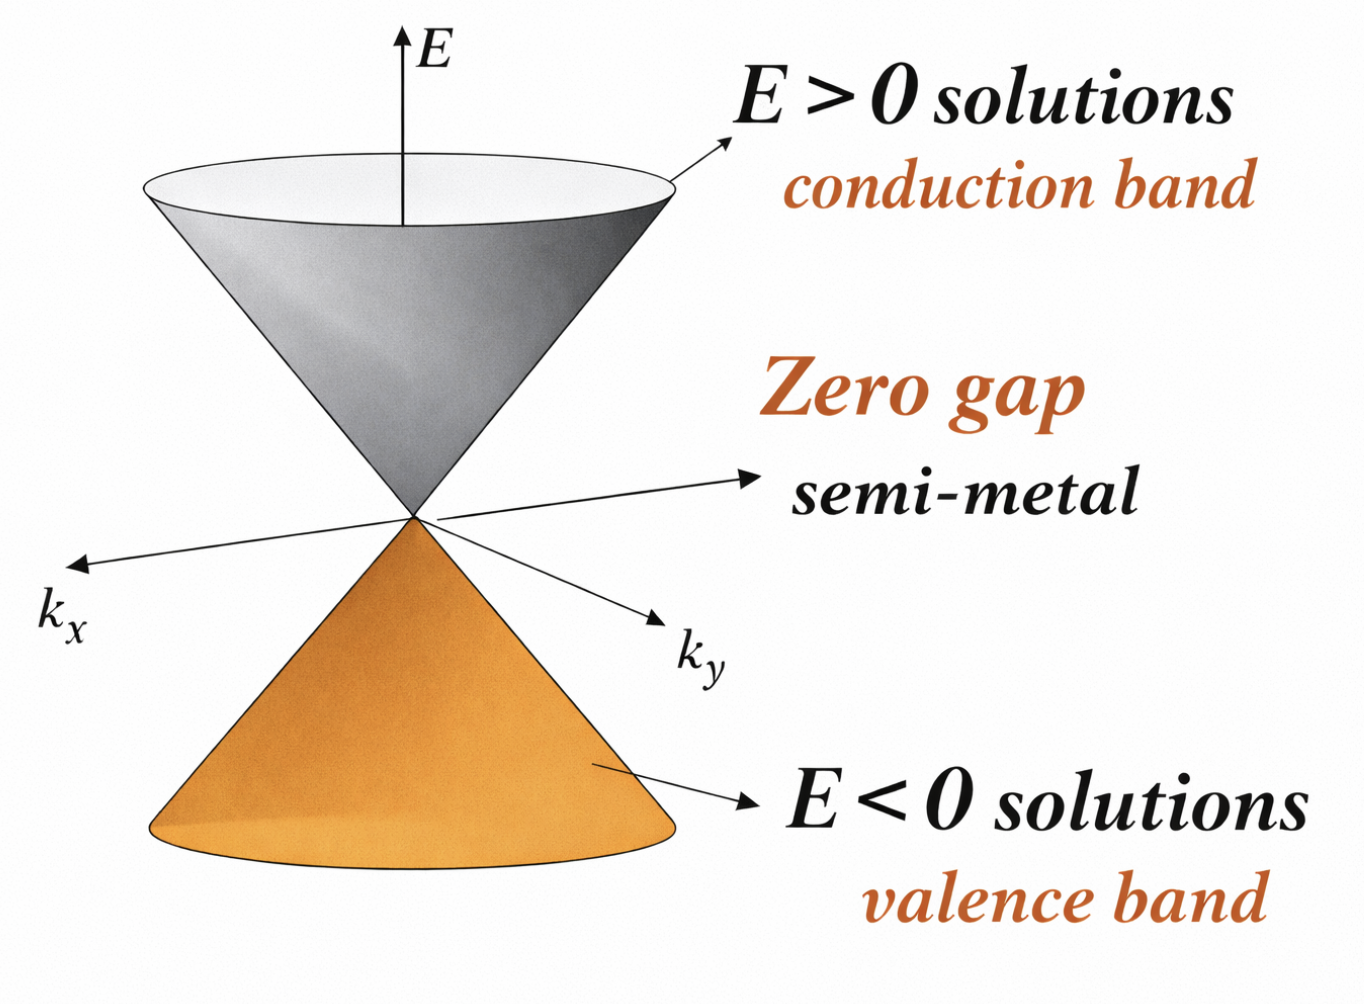 E
E > 0 solutions
conduction band
Zero gap
semi-metal
k_x
k_y
E < 0 solutions
valence band